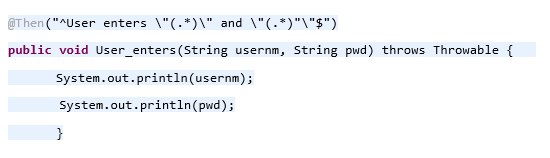 @Then("^User enters \"(.*)\" and \"(.*)"\"$")
public void User_enters(String usernm, String pwd) throws Throwable {
System.out.println(usernm);
System.out.println(pwd);
}